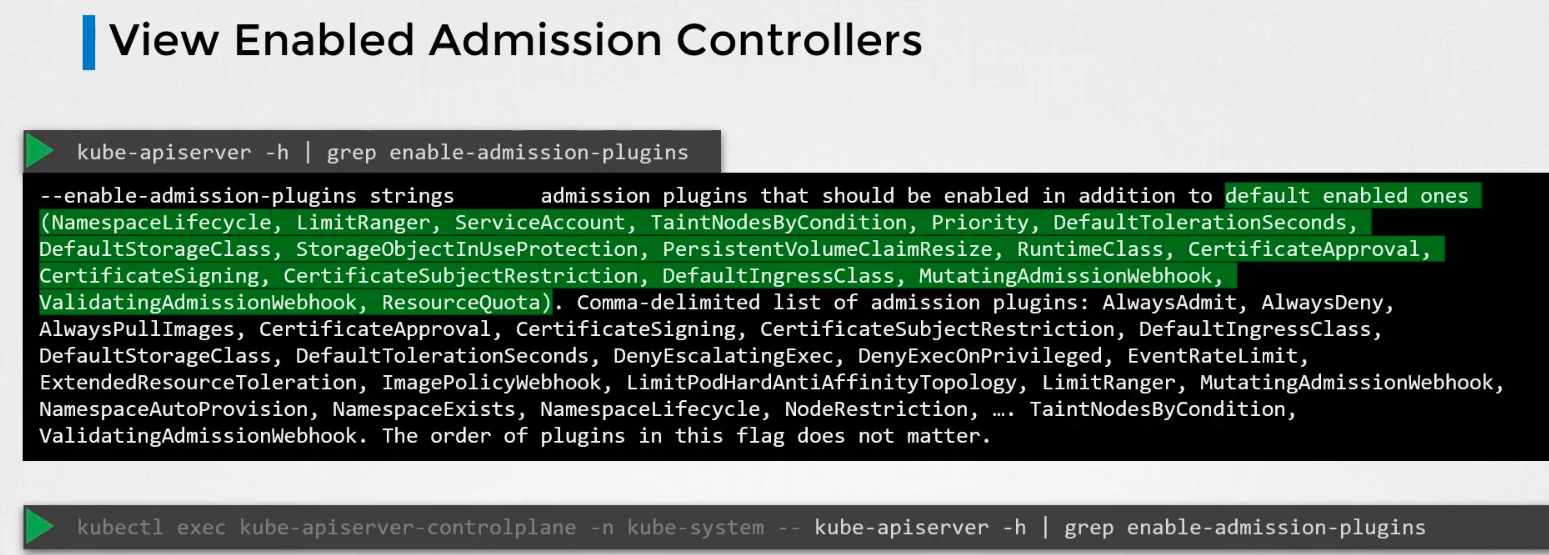 View Enabled Admission Controllers
kube-apiserver -h | grep enable-admission-plugins
--enable-admission-plugins strings       admission plugins that should be enabled in addition to default enabled ones
(NamespaceLifecycle, LimitRanger, ServiceAccount, TaintNodesByCondition, Priority, DefaultTolerationSeconds,
DefaultStorageClass, StorageObjectInUseProtection, PersistentVolumeClaimResize, RuntimeClass, CertificateApproval,
CertificateSigning, CertificateSubjectRestriction, DefaultIngressClass, MutatingAdmissionWebhook,
ValidatingAdmissionWebhook, ResourceQuota). Comma-delimited list of admission plugins: AlwaysAdmit, AlwaysDeny,
AlwaysPullImages, CertificateApproval, CertificateSigning, CertificateSubjectRestriction, DefaultIngressClass,
DefaultStorageClass, DefaultTolerationSeconds, DenyEscalatingExec, DenyExecOnPrivileged, EventRateLimit,
ExtendedResourceToleration, ImagePolicyWebhook, LimitPodHardAntiAffinityTopology, LimitRanger, MutatingAdmissionWebhook,
NamespaceAutoProvision, NamespaceExists, NamespaceLifecycle, NodeRestriction, …. TaintNodesByCondition,
ValidatingAdmissionWebhook. The order of plugins in this flag does not matter.
kubectl exec kube-apiserver-controlplane -n kube-system -- kube-apiserver -h | grep enable-admission-plugins